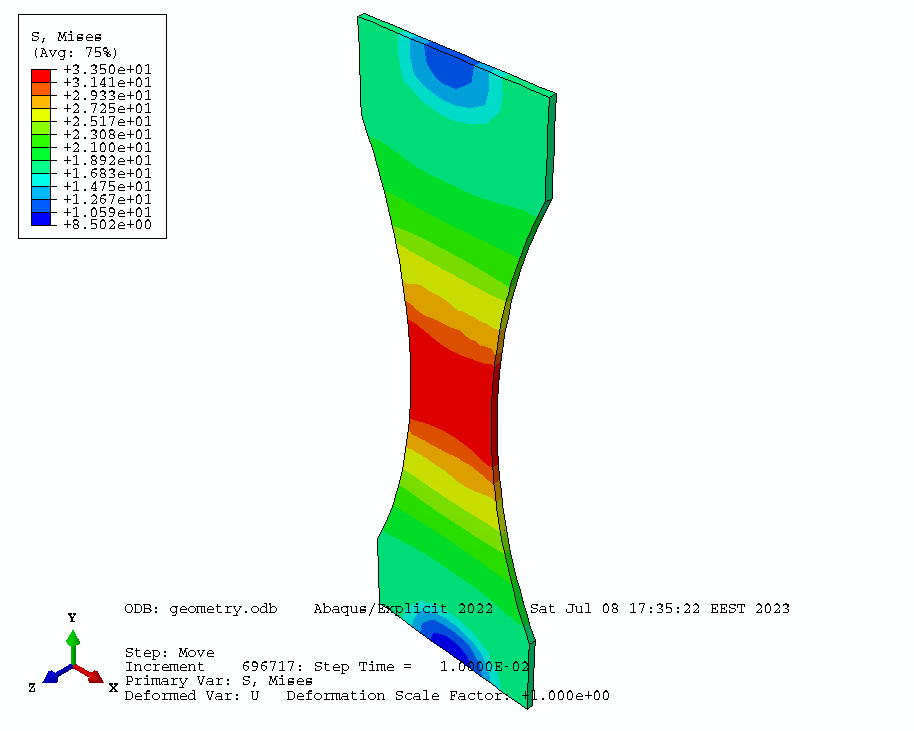 S, Mises
(Avg: 75%)
+3.350e+01
+3.141e+01
+2.933e+01
+2.725e+01
+2.517e+01
+2.308e+01
+2.100e+01
+1.892e+01
+1.683e+01
+1.475e+01
+1.267e+01
+1.059e+01
+8.502e+00
ODB: geometry.odb    Abaqus/Explicit 2022    Sat Jul 08 17:35:22 EEST 2023
Y
Z
X
Step: Move
Increment    696717: Step Time =    1.0000E-02
Primary Var: S, Mises
Deformed Var: U   Deformation Scale Factor: +1.000e+00